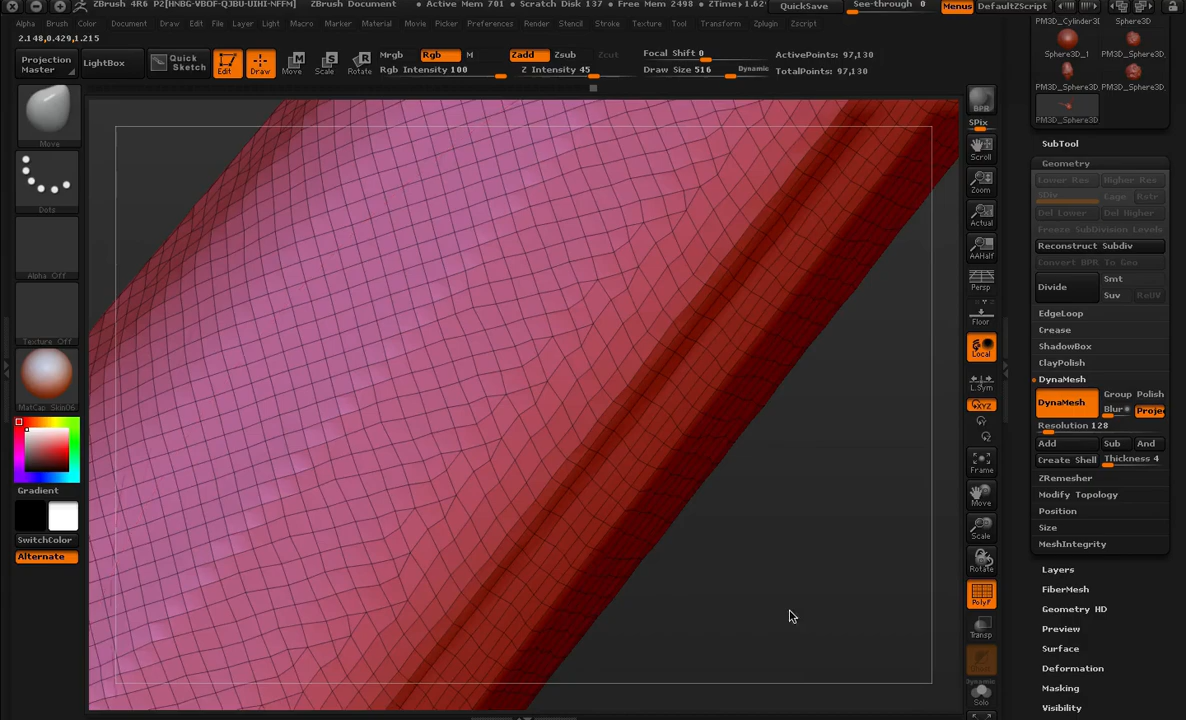 ZBrush 4R6 P2[HNBG-VBOF-QJBU-UIHI-NFFM]
ZBrush Document
Active Mem 701
Scratch Disk 137
Free Mem 2498
QuickSave
See-through 0
Menus
DefaultZScript
Alpha
Brush
Color
Document
Draw
Edit
File
Layer
Light
Macro
Marker
Material
Movie
Picker
Preferences
Render
Stencil
Stroke
Texture
Tool
Transform
Zplugin
Zscript
2.148,0.429,1.215
Projection
Master
LightBox
Quick
Sketch
Edit
Draw
Move
Scale
Rotate
Mrgb
Rgb
M
Rgb Intensity 100
Zadd
Zsub
Zcut
Z Intensity 45
Focal Shift 0
Draw Size 516
Dynamic
ActivePoints: 97,130
TotalPoints: 97,130
Move
Dots
Alpha Off
Texture Off
MatCap Skin06
Gradient
SwitchColor
Alternate
BPR
SPix
Scroll
Zoom
Actual
AAHalf
Persp
Floor
Local
L.Sym
XYZ
Frame
Move
Scale
Rotate
PolyF
Transp
Dynamic
Solo
PM3D_Cylinder3D
Sphere3D
Sphere3D_1
PM3D_Sphere3D
PM3D_Sphere3D
PM3D_Sphere3D
PM3D_Sphere3D
SubTool
Geometry
Lower Res
Higher Res
SDiv
Cage
Rstr
Del Lower
Del Higher
Freeze SubDivision Levels
Reconstruct Subdiv
Convert BPR To Geo
Divide
Smt
Suv
ReUV
EdgeLoop
Crease
ShadowBox
ClayPolish
DynaMesh
DynaMesh
Group
Polish
Blur
Proje
Resolution 128
Add
Sub
And
Create Shell
Thickness 4
ZRemesher
Modify Topology
Position
Size
MeshIntegrity
Layers
FiberMesh
Geometry HD
Preview
Surface
Deformation
Masking
Visibility